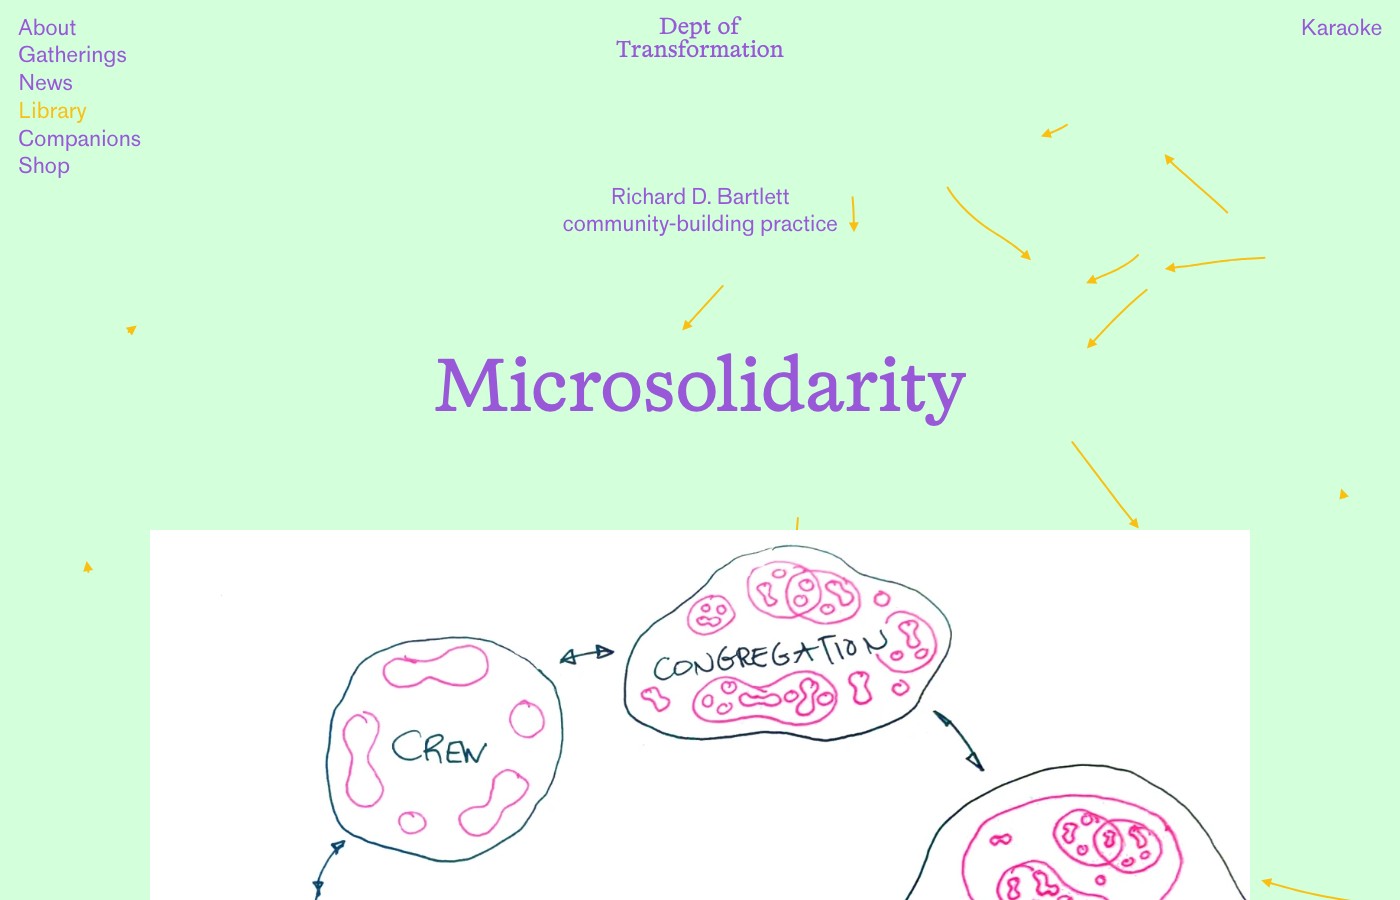 About
Gatherings
News
Library
Companions
Shop
Dept of
Transformation
Karaoke
Richard D. Bartlett
community-building practice
Microsolidarity
CONGREGATION
CREW